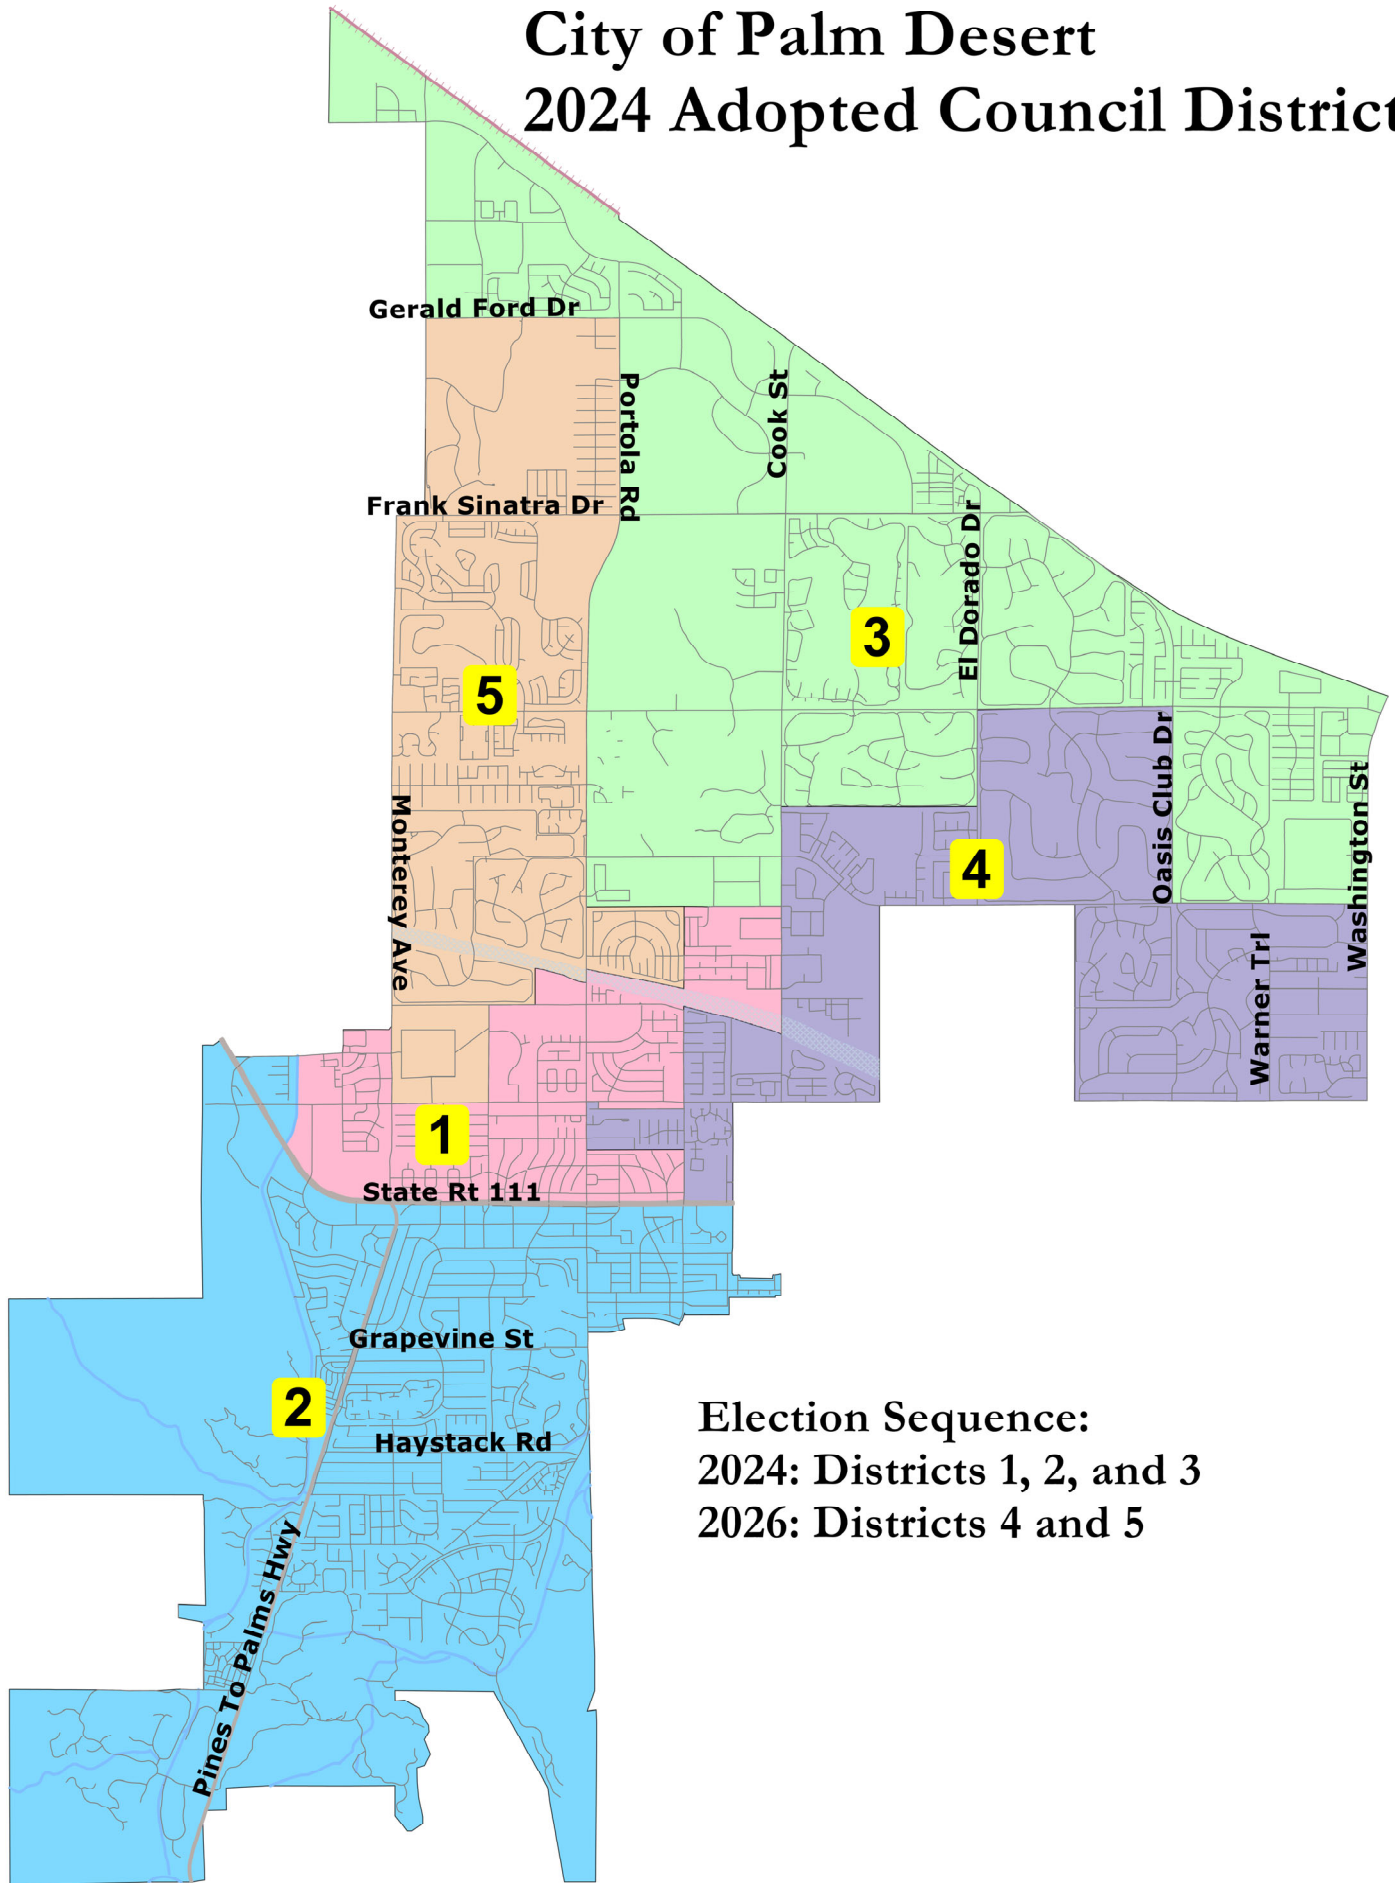 City of Palm Desert
2024 Adopted Council District
Gerald Ford Dr
Portola Rd
Cook St
Frank Sinatra Dr
El Dorado Dr
3
5
Oasis Club Dr
Washington St
Monterey Ave
4
Warner Trl
1
State Rt 111
Grapevine St
2
Haystack Rd
Pines To Palms Hwy
Election Sequence:
2024: Districts 1, 2, and 3
2026: Districts 4 and 5